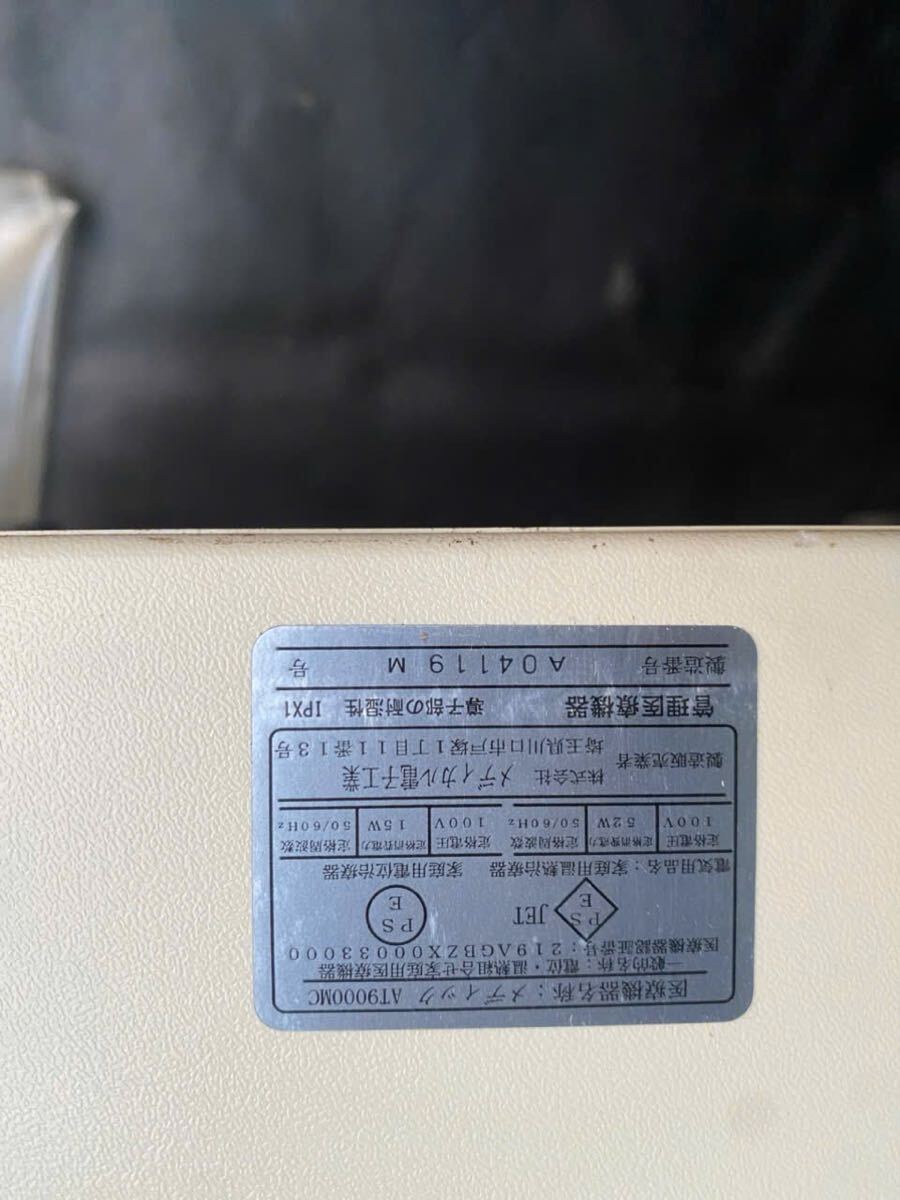 医療機器名称：メディック AT9000MC
一般的名称：電位・温熱組合せ家庭用医療機器
医療機器認証番号：219AGBZX00033000
PS
E
JET
PS
E
電気用品名：家庭用温熱治療器 家庭用電位治療器
定格電圧 定格消費電力 定格周波数 定格電圧 定格消費電力 定格周波数
100V 52W 50/60Hz 100V 15W 50/60Hz
製造販売業者 株式会社 メディカル電子工業
埼玉県川口市戸塚1丁目11番13号
管理医療機器 導子部の耐湿性 IPX1
製造番号 A04119M 号